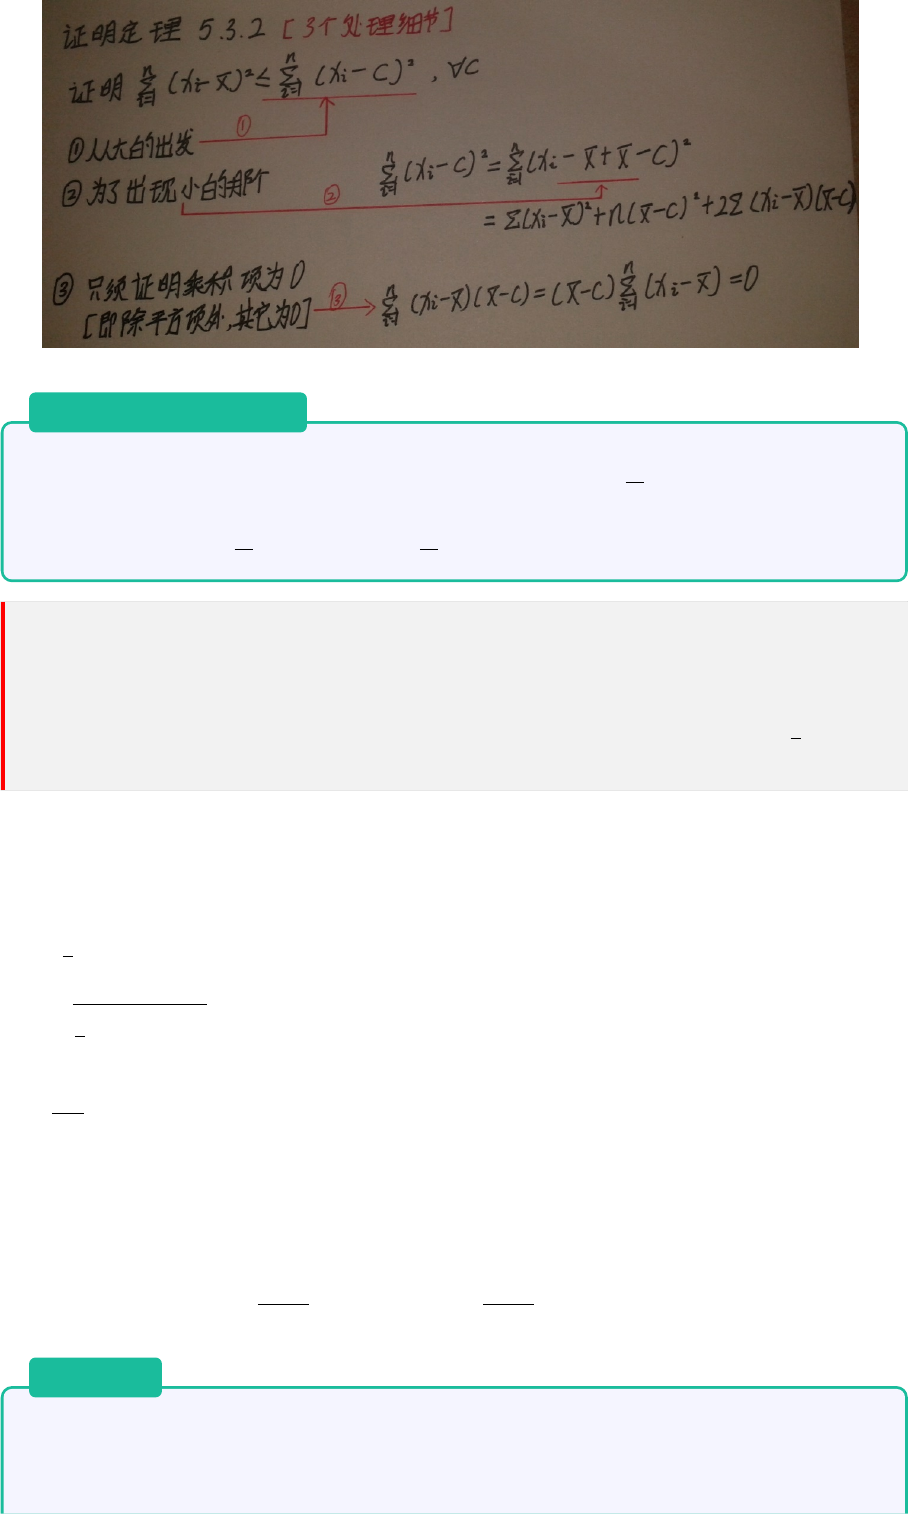 证明定理 5.3.2 [3个处理细节]
证明 $\sum_{i=1}^{n}(x_i-\bar{x})^2 \leq \sum_{i=1}^{n}(x_i-c)^2$ , ∀c
①从大的出发 ①
②为了出现小的那个 ② $\sum_{i=1}^{n}(x_i-c)^2=\sum_{i=1}^{n}(x_i-\bar{x}+\bar{x}-c)^2$
$=\sum(x_i-\bar{x})^2+n(\bar{x}-c)^2+2\sum(x_i-\bar{x})(\bar{x}-c)$
③ 只须证明乘积项为0
[即除平方项外,其它为0] ③ $\sum_{i=1}^{n}(x_i-\bar{x})(\bar{x}-c)=(\bar{x}-c)\sum_{i=1}^{n}(x_i-\bar{x})=0$